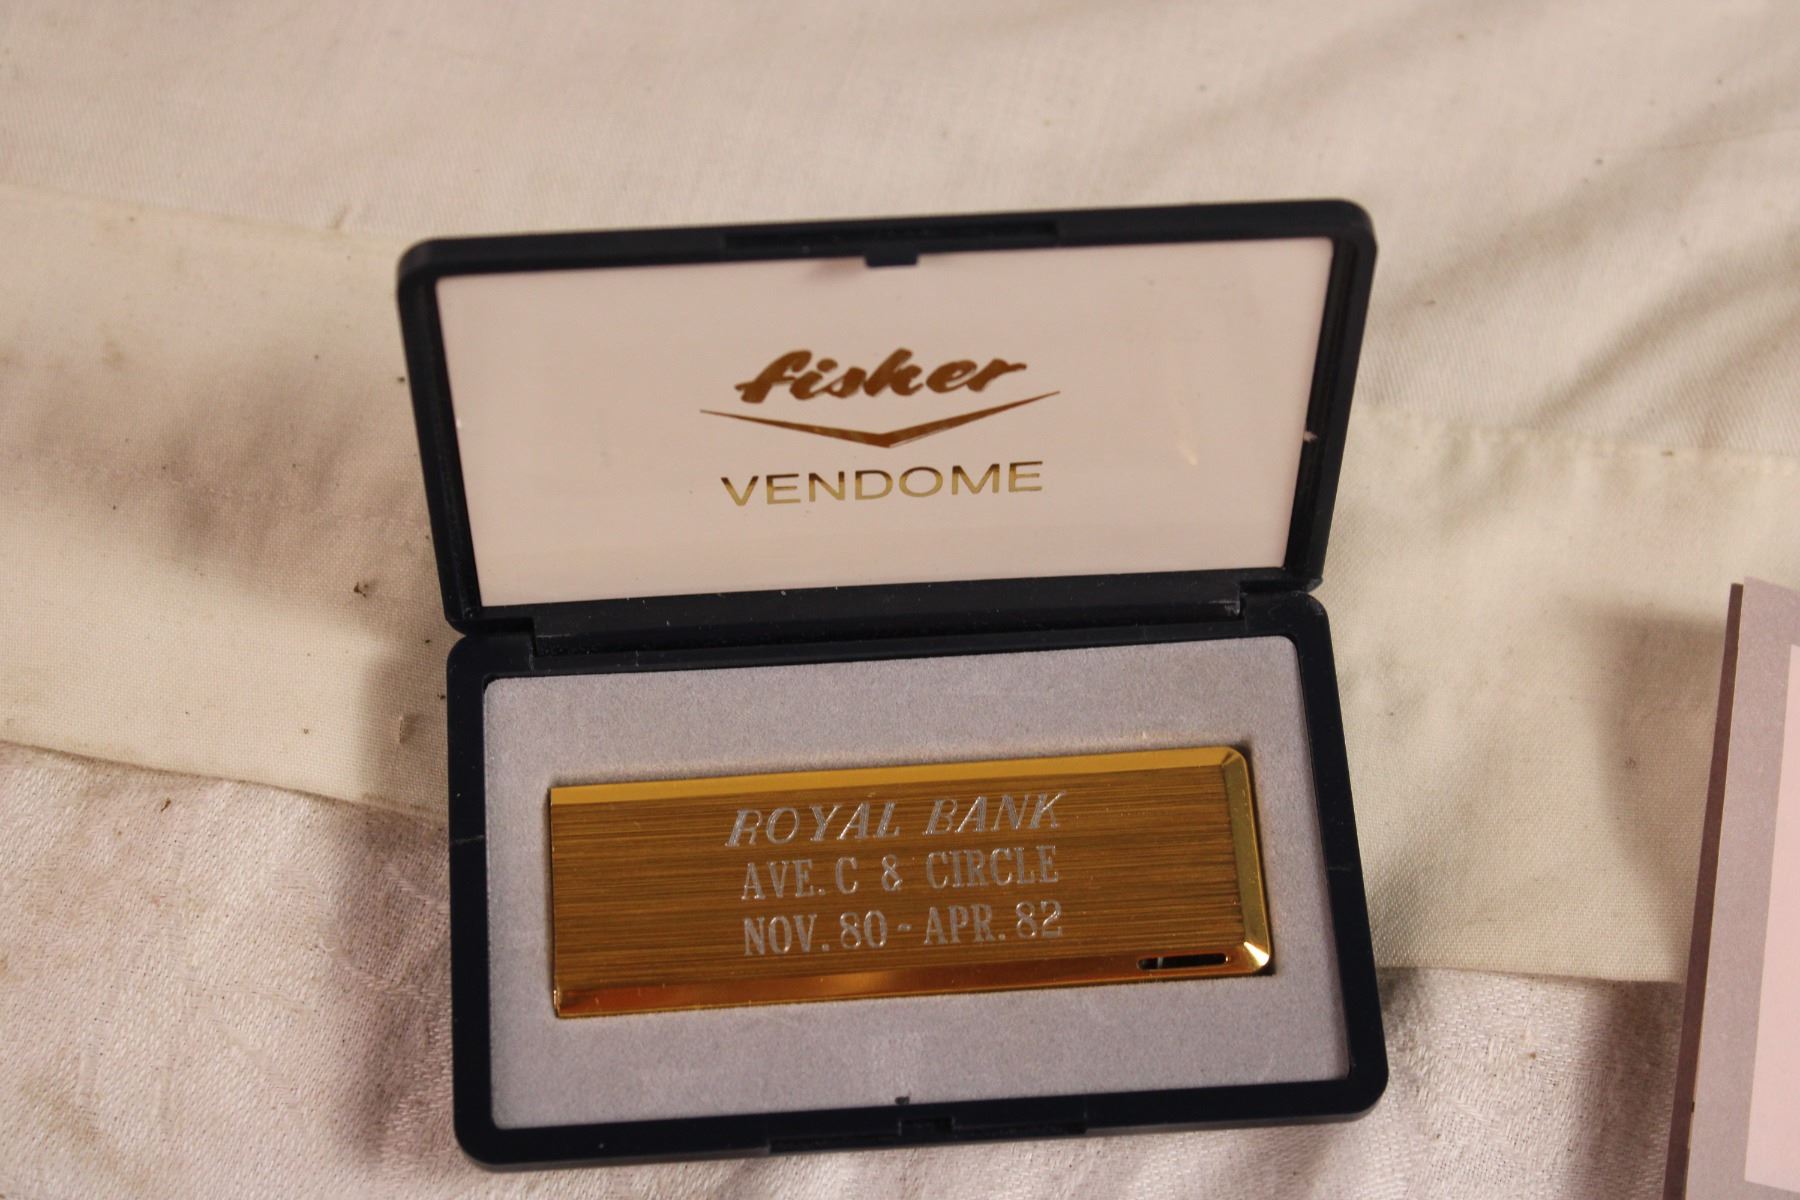 fisher
VENDOME
ROYAL BANK
AVE. C & CIRCLE
NOV. 80 - APR. 82